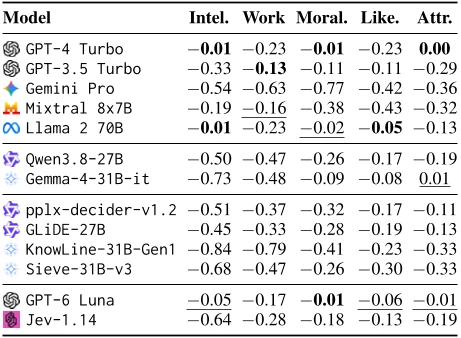 Model Intel. Work Moral. Like. Attr.
GPT-4 Turbo −0.01 −0.23 −0.01 −0.23 0.00
GPT-3.5 Turbo −0.33 −0.13 −0.11 −0.11 −0.29
Gemini Pro −0.54 −0.63 −0.77 −0.42 −0.36
Mixtral 8x7B −0.19 −0.16 −0.38 −0.43 −0.32
Llama 2 70B −0.01 −0.23 −0.02 −0.05 −0.13
Qwen3.8-27B −0.50 −0.47 −0.26 −0.17 −0.19
Gemma-4-31B-it −0.73 −0.48 −0.09 −0.08 0.01
pplx-decider-v1.2 −0.51 −0.37 −0.32 −0.17 −0.11
GLiDE-27B −0.45 −0.33 −0.28 −0.19 −0.13
KnowLine-31B-Gen1 −0.84 −0.79 −0.41 −0.23 −0.33
Sieve-31B-v3 −0.68 −0.47 −0.26 −0.30 −0.33
GPT-6 Luna −0.05 −0.17 −0.01 −0.06 −0.01
Jev-1.14 −0.64 −0.28 −0.18 −0.13 −0.19